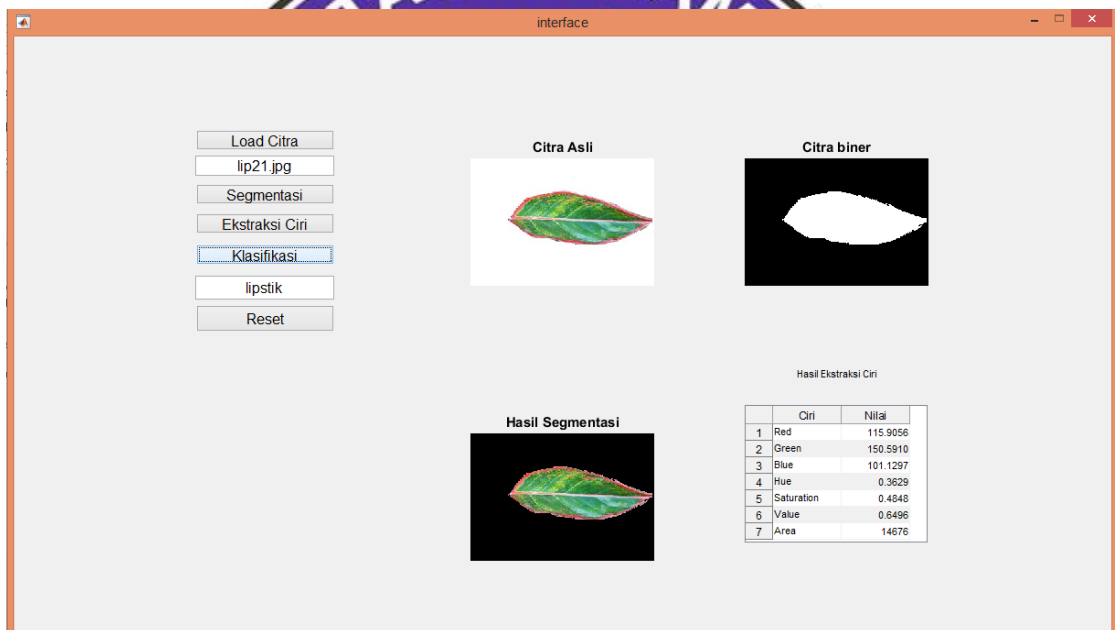 interface
Load Citra
lip21.jpg
Segmentasi
Ekstraksi Ciri
Klasifikasi
lipstik
Reset
Citra Asli
Citra biner
Hasil Segmentasi
Hasil Ekstraksi Ciri
Ciri Nilai
1 Red 115.9056
2 Green 150.5910
3 Blue 101.1297
4 Hue 0.3629
5 Saturation 0.4848
6 Value 0.6496
7 Area 14676